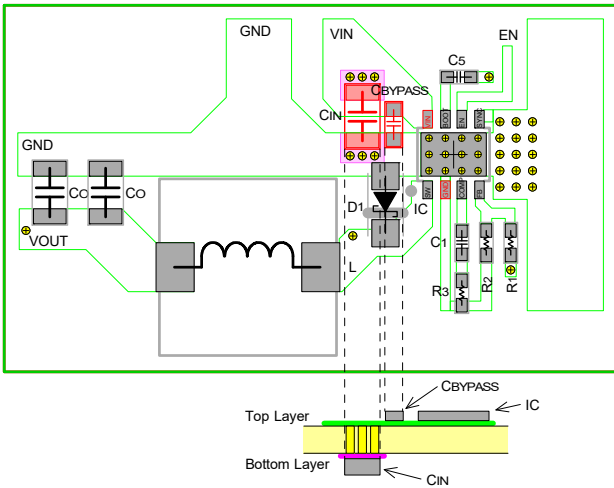 GND
VIN
EN
C5
CIN
CBYPASS
VIN
BOOT
EN
SYNC
GND
CO
CO
D1
SW
GND
COMP
FB
IC
VOUT
L
C1
R3
R2
R1
CBYPASS
IC
Top Layer
Bottom Layer
CIN